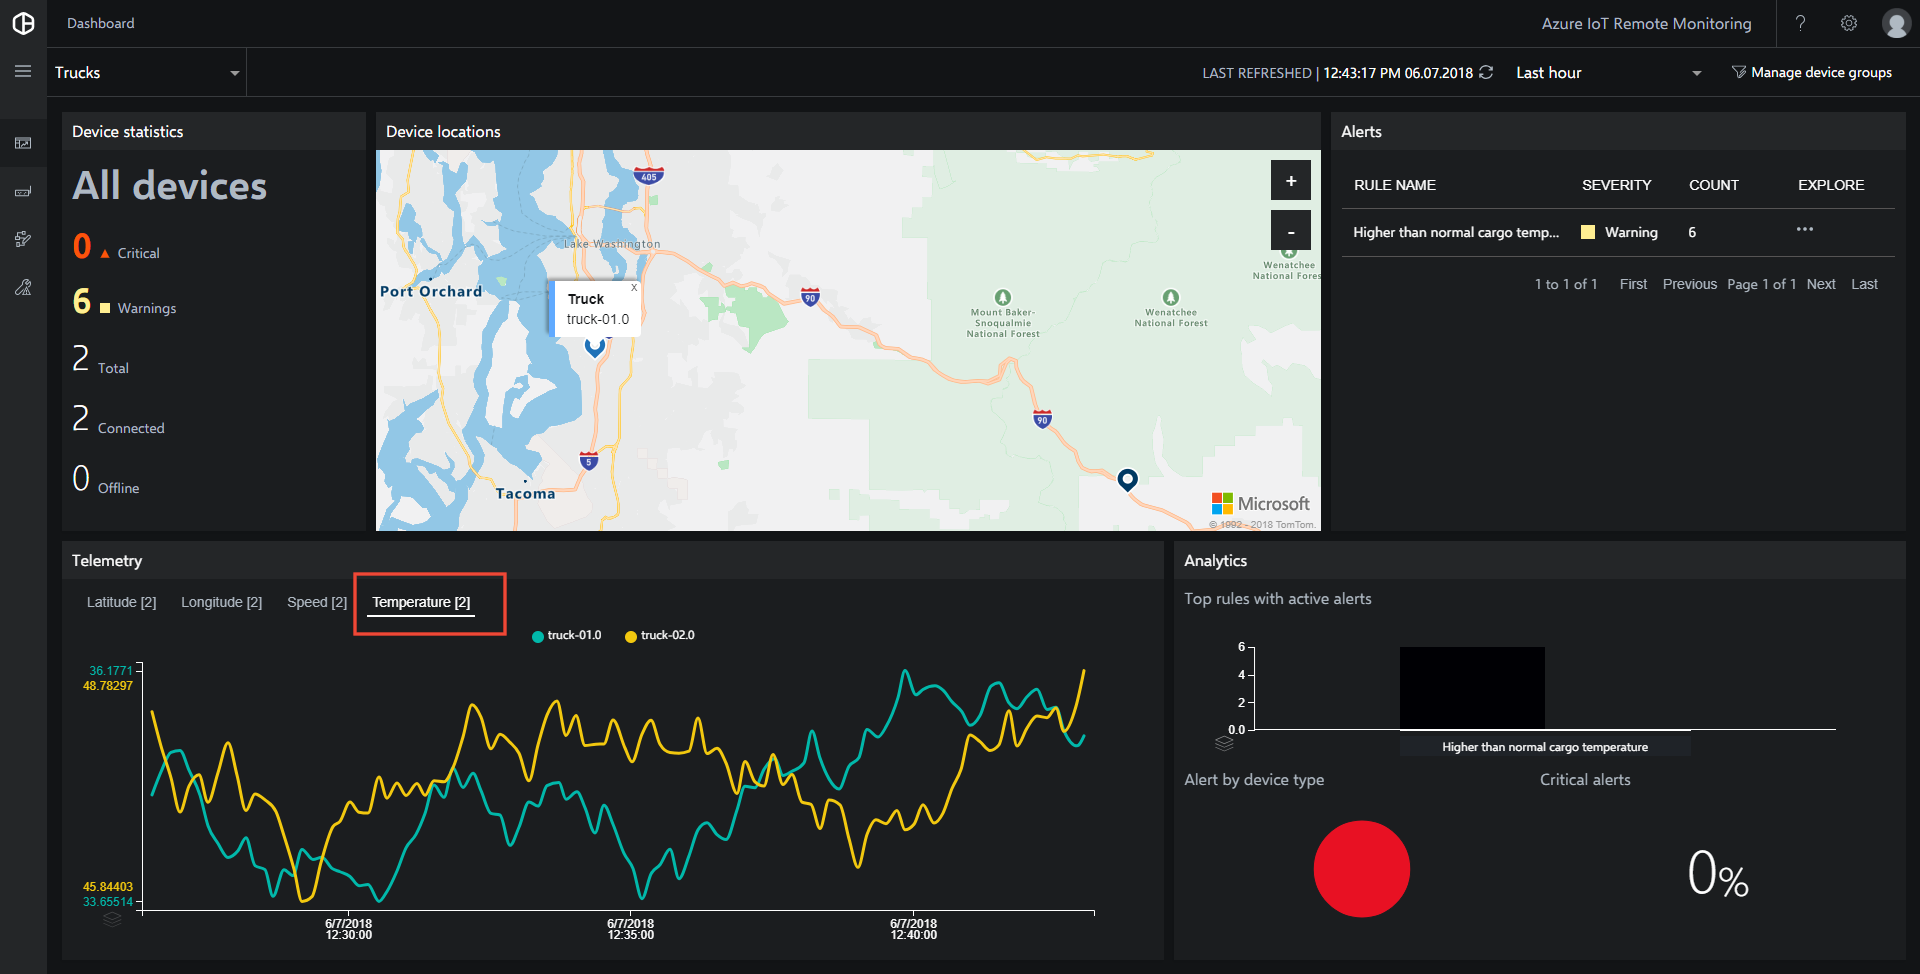 Dashboard
Azure IoT Remote Monitoring
?
Trucks
LAST REFRESHED | 12:43:17 PM 06.07.2018
Last hour
Manage device groups
Device statistics
All devices
0 Critical
6 Warnings
2 Total
2 Connected
0 Offline
Device locations
405
Lake Washington
Port Orchard
x
Truck
truck-01.0
90
Mount Baker-
Snoqualmie
National Forest
Wenatchee
National Forest
Wenatchee
National Fores
+
-
90
5
Tacoma
Microsoft
© 1992 - 2018 TomTom.
Alerts
RULE NAME SEVERITY COUNT EXPLORE
Higher than normal cargo temp... Warning 6 ...
1 to 1 of 1 First Previous Page 1 of 1 Next Last
Telemetry
Latitude [2] Longitude [2] Speed [2] Temperature [2]
truck-01.0 truck-02.0
36.1771
48.78297
45.84403
33.65514
6/7/2018
12:30:00
6/7/2018
12:35:00
6/7/2018
12:40:00
Analytics
Top rules with active alerts
6
4
2
0.0
Higher than normal cargo temperature
Alert by device type
Critical alerts
0%